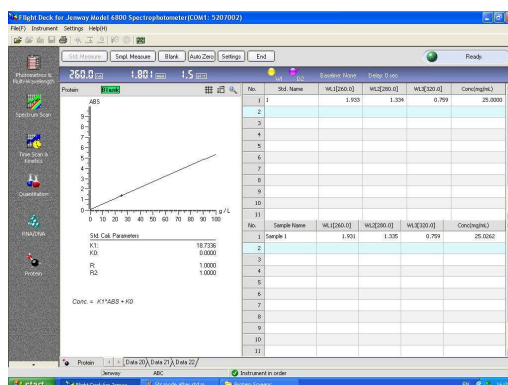 Flight Deck for Jenway Model 6800 Spectrophotometer(COM1: 5207002)
File(F) Instrument Settings Help(H)
Std. Measure Smpl. Measure Blank Auto Zero Settings End Ready
Photometrics & Multi-Wavelength
Spectrum Scan
Time Scan & Kinetics
Quantitation
RNA/DNA
Protein
260.0 1.801 1.5
W1 D2 Baseline: None Delay: 0 sec
Protein Blank
ABS
9
8
7
6
5
4
3
2
1
0
0 10 20 30 40 50 60 70 80 90 100 g/L
Std. Cali. Parameters
K1: 18.7336
K0: 0.0000
R: 1.0000
R2: 1.0000
Conc. = K1*ABS + K0
No. Std. Name WL1[260.0] WL2[280.0] WL3[320.0] Conc(mg/mL)
1 1 1.933 1.334 0.759 25.0000
2
3
4
5
6
7
8
9
10
11
No. Sample Name WL1[260.0] WL2[280.0] WL3[320.0] Conc(mg/mL)
1 Sample 1 1.931 1.335 0.759 25.0262
2
3
4
5
6
7
8
9
10
11
Protein Data 20 Data 21 Data 22
Jenway ABC Instrument in order
start Flight Deck for Jenway